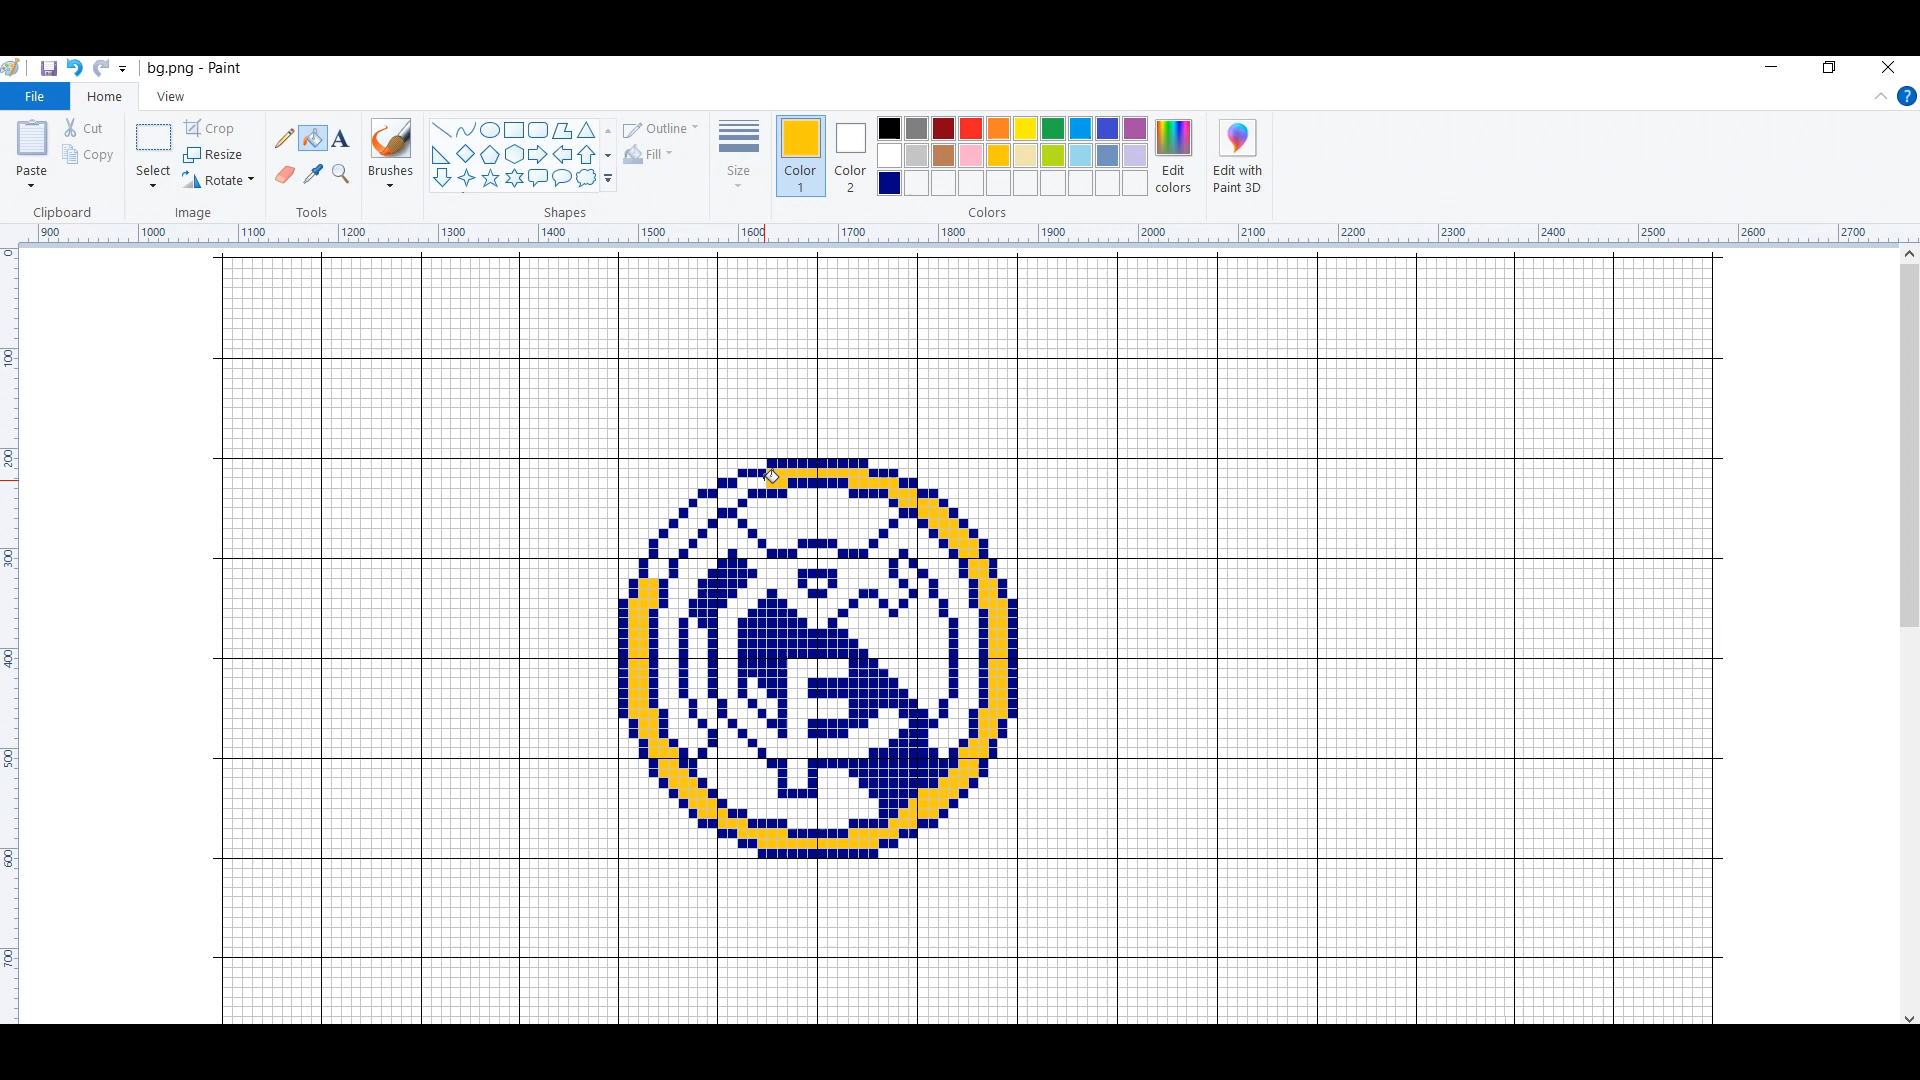 bg.png - Paint
File Home View
Paste
Cut
Copy
Clipboard
Select
Crop
Resize
Rotate
Image
Tools
Brushes
Shapes
Outline
Fill
Size
Color 1
Color 2
Edit colors
Colors
Edit with Paint 3D
?
900 1000 1100 1200 1300 1400 1500 1600 1700 1800 1900 2000 2100 2200 2300 2400 2500 2600 2700
0
100
200
300
400
500
600
700